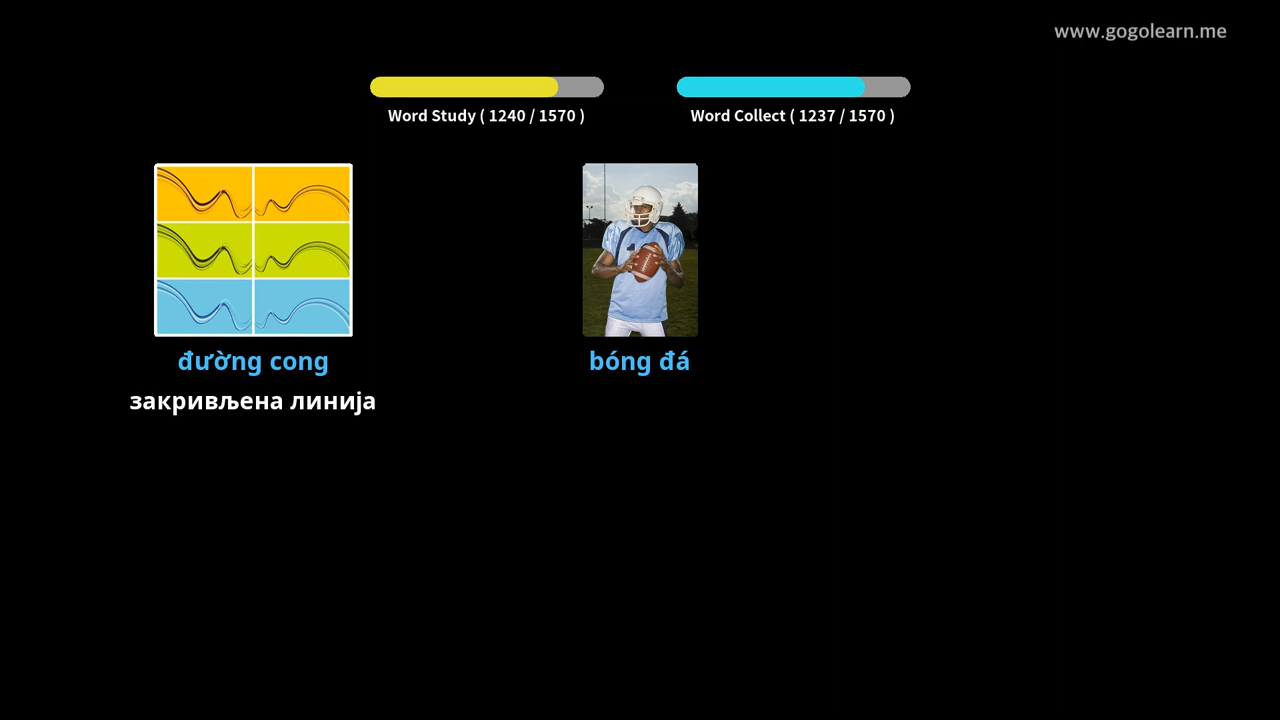 www.gogolearn.me
Word Study ( 1240 / 1570 )
Word Collect ( 1237 / 1570 )
đường cong
bóng đá
закривљена линија